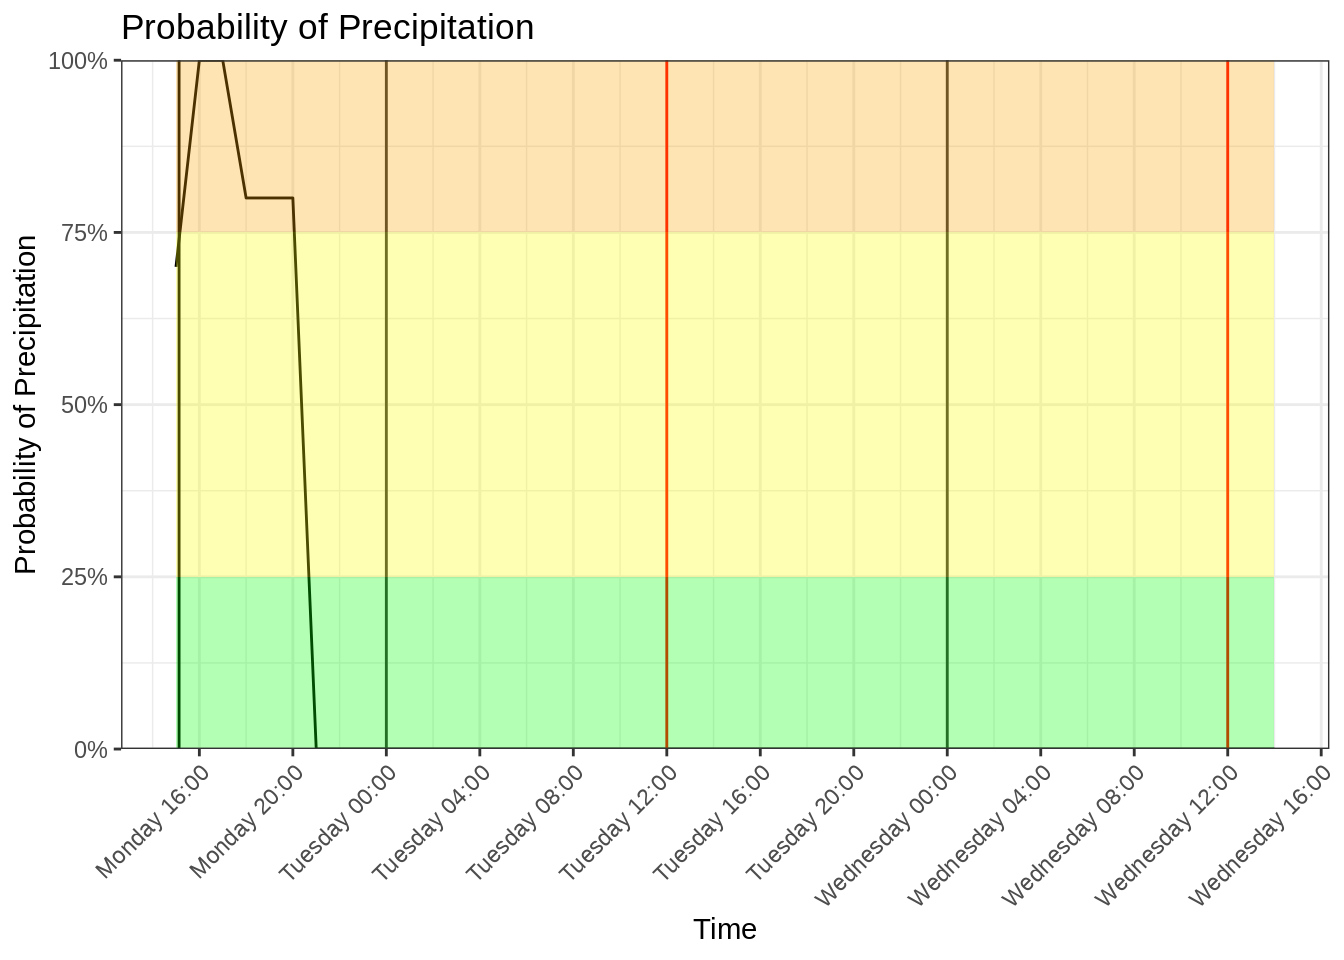 Probability of Precipitation
Probability of Precipitation
100%
75%
50%
25%
0%
Monday 16:00
Monday 20:00
Tuesday 00:00
Tuesday 04:00
Tuesday 08:00
Tuesday 12:00
Tuesday 16:00
Tuesday 20:00
Wednesday 00:00
Wednesday 04:00
Wednesday 08:00
Wednesday 12:00
Wednesday 16:00
Time